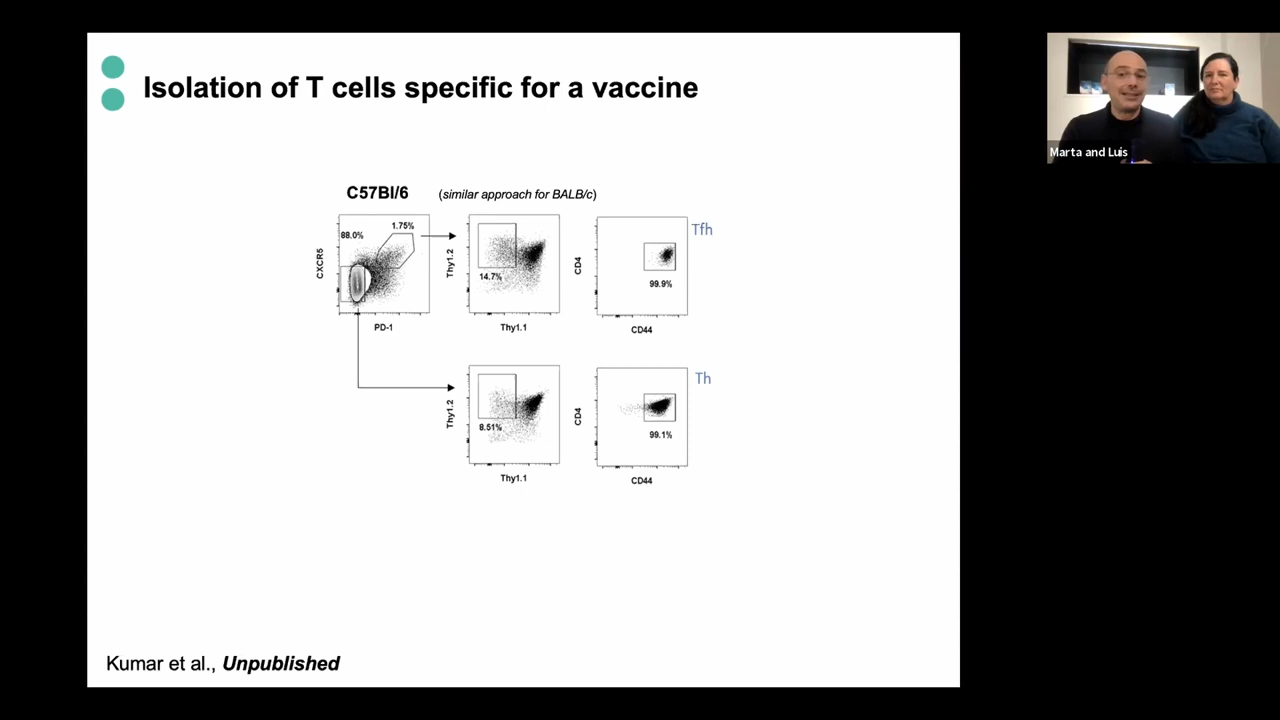 Isolation of T cells specific for a vaccine
Marta and Luis
C57Bl/6 (similar approach for BALB/c)
CXCR5
88.0%
1.75%
PD-1
Thy1.2
14.7%
Thy1.1
CD4
99.9%
CD44
Tfh
Thy1.2
8.51%
Thy1.1
CD4
99.1%
CD44
Th
Kumar et al., Unpublished